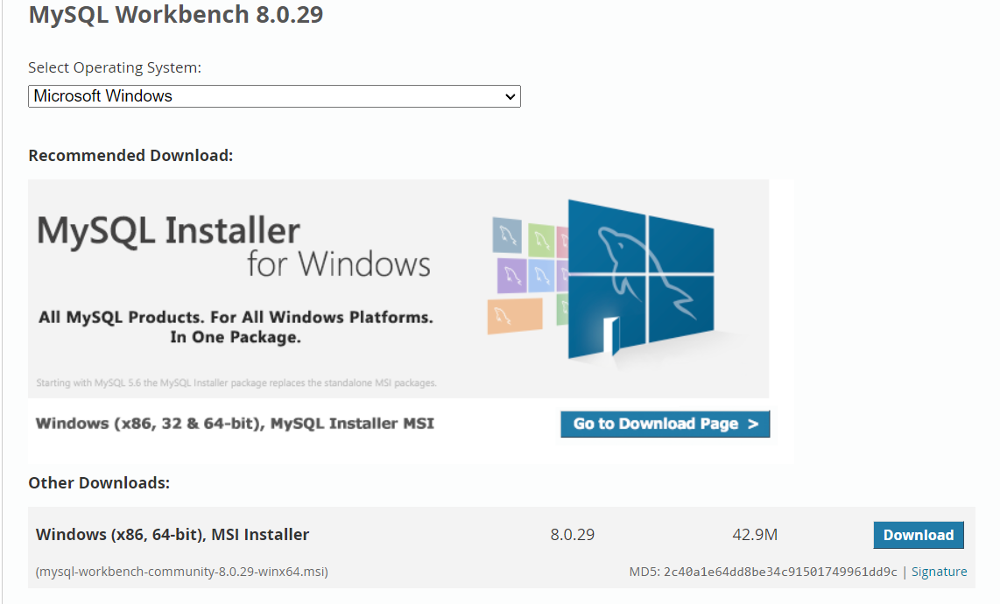 MySQL Workbench 8.0.29
Select Operating System:
Microsoft Windows
Recommended Download:
MySQL Installer
for Windows
All MySQL Products. For All Windows Platforms.
In One Package.
Starting with MySQL 5.6 the MySQL Installer package replaces the standalone MSI packages.
Windows (x86, 32 & 64-bit), MySQL Installer MSI
Go to Download Page >
Other Downloads:
Windows (x86, 64-bit), MSI Installer 8.0.29 42.9M Download
(mysql-workbench-community-8.0.29-winx64.msi) MD5: 2c40a1e64dd8be34c91501749961dd9c | Signature